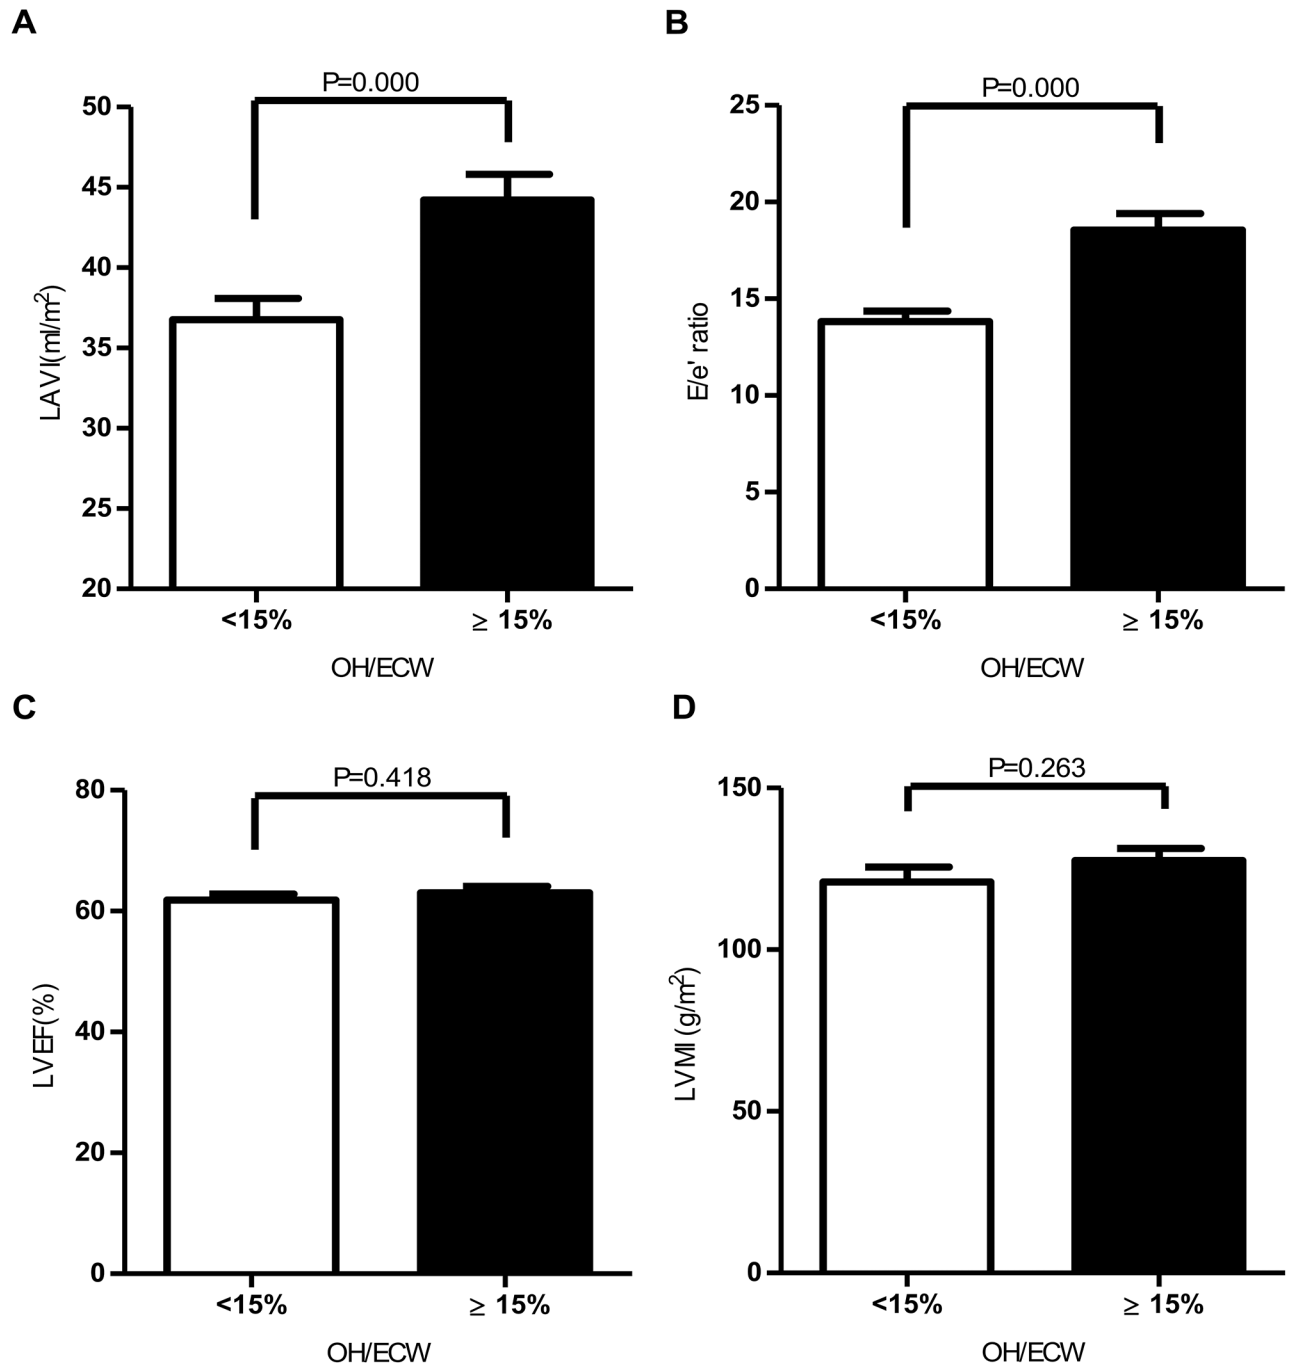 A
P=0.000
50
45
40
35
30
25
20
LAVI(ml/m²)
<15%
≥ 15%
OH/ECW
B
P=0.000
25
20
15
10
5
0
E/e' ratio
<15%
≥ 15%
OH/ECW
C
P=0.418
80
60
40
20
0
LVEF(%)
<15%
≥ 15%
OH/ECW
D
P=0.263
150
100
50
0
LVMI (g/m²)
<15%
≥ 15%
OH/ECW